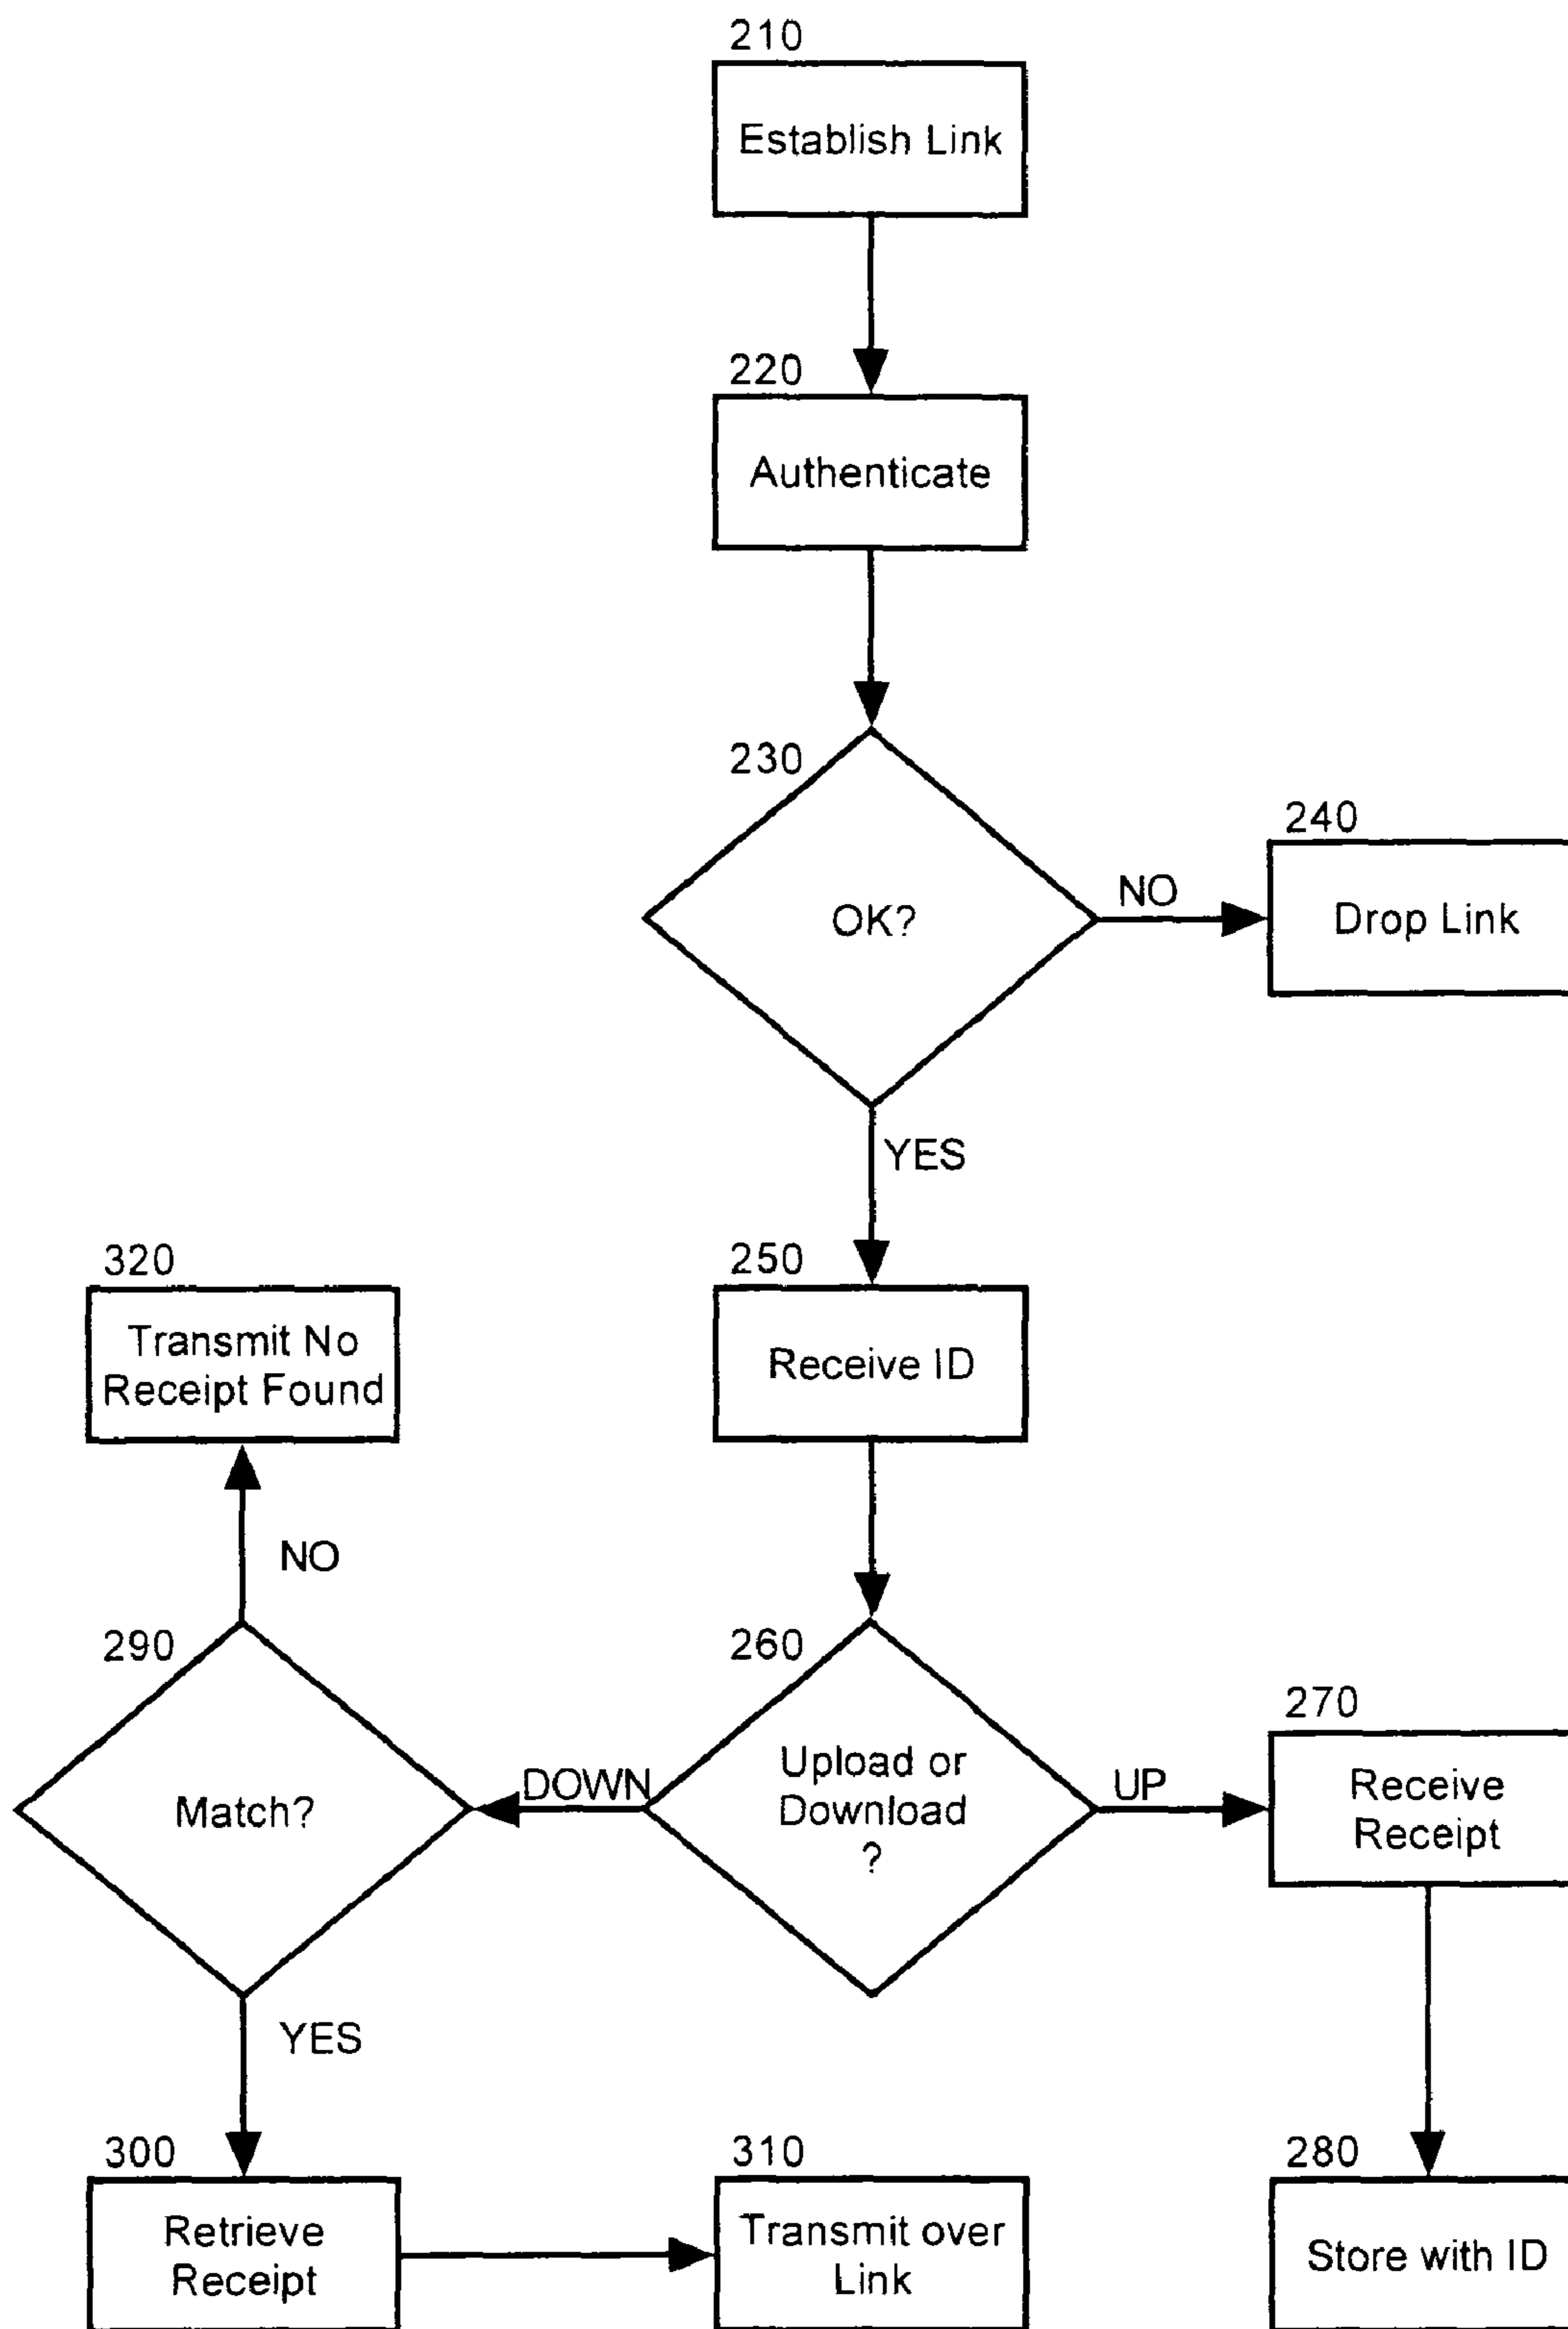 210
Establish Link
220
Authenticate
230
OK?
NO
240
Drop Link
YES
250
Receive ID
320
Transmit No
Receipt Found
NO
290
Match?
DOWN
260
Upload or
Download
?
UP
270
Receive
Receipt
YES
300
Retrieve
Receipt
310
Transmit over
Link
280
Store with ID